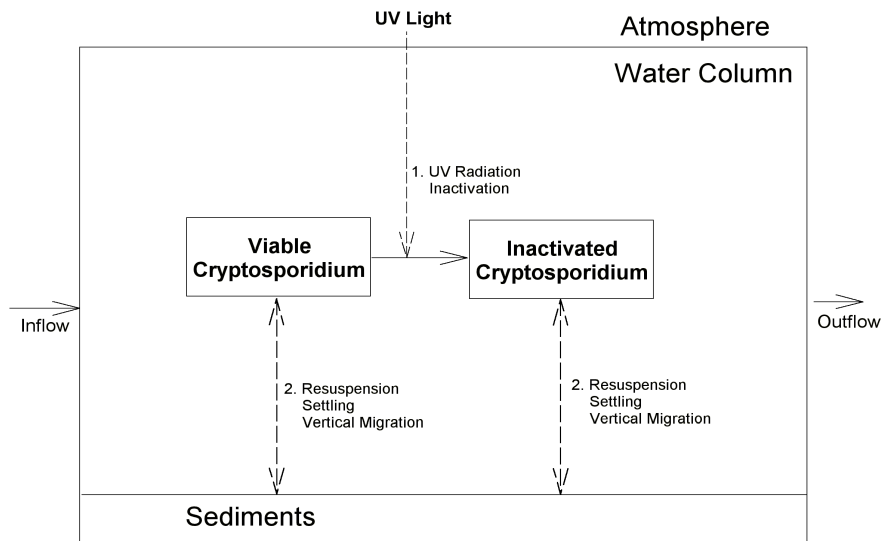 UV Light
Atmosphere
Water Column
1. UV Radiation
Inactivation
Viable
Cryptosporidium
Inactivated
Cryptosporidium
Inflow
Outflow
2. Resuspension
Settling
Vertical Migration
2. Resuspension
Settling
Vertical Migration
Sediments